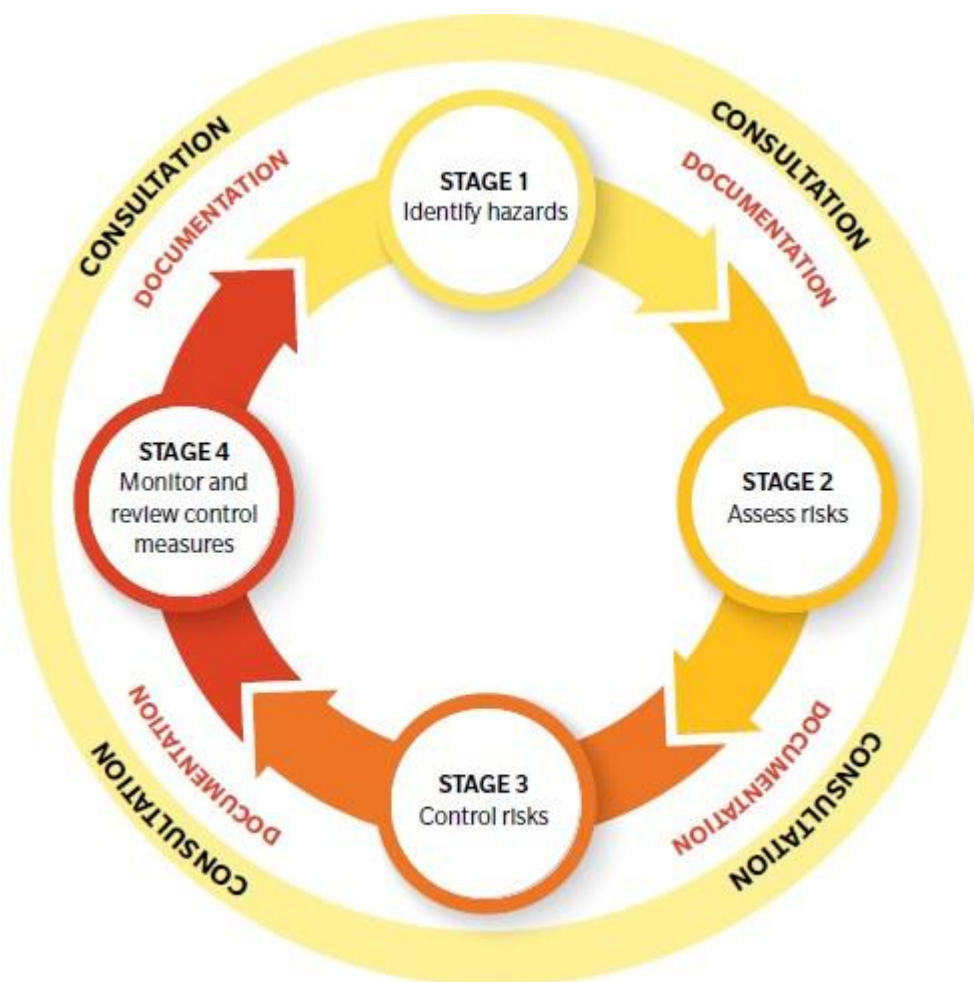 CONSULTATION
CONSULTATION
DOCUMENTATION
DOCUMENTATION
STAGE 1
Identify hazards
STAGE 4
Monitor and
review control
measures
STAGE 2
Assess risks
STAGE 3
Control risks
DOCUMENTATION
DOCUMENTATION
CONSULTATION
CONSULTATION